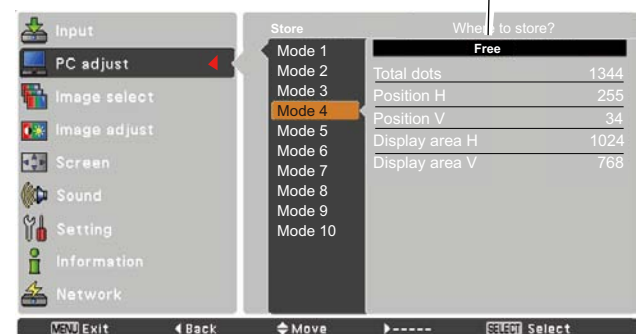 Input
PC adjust
Image select
Image adjust
Screen
Sound
Setting
Information
Network
Store
Mode 1
Mode 2
Mode 3
Mode 4
Mode 5
Mode 6
Mode 7
Mode 8
Mode 9
Mode 10
Where to store?
Free
Total dots 1344
Position H 255
Position V 34
Display area H 1024
Display area V 768
MENU Exit Back Move ----- SELECT Select